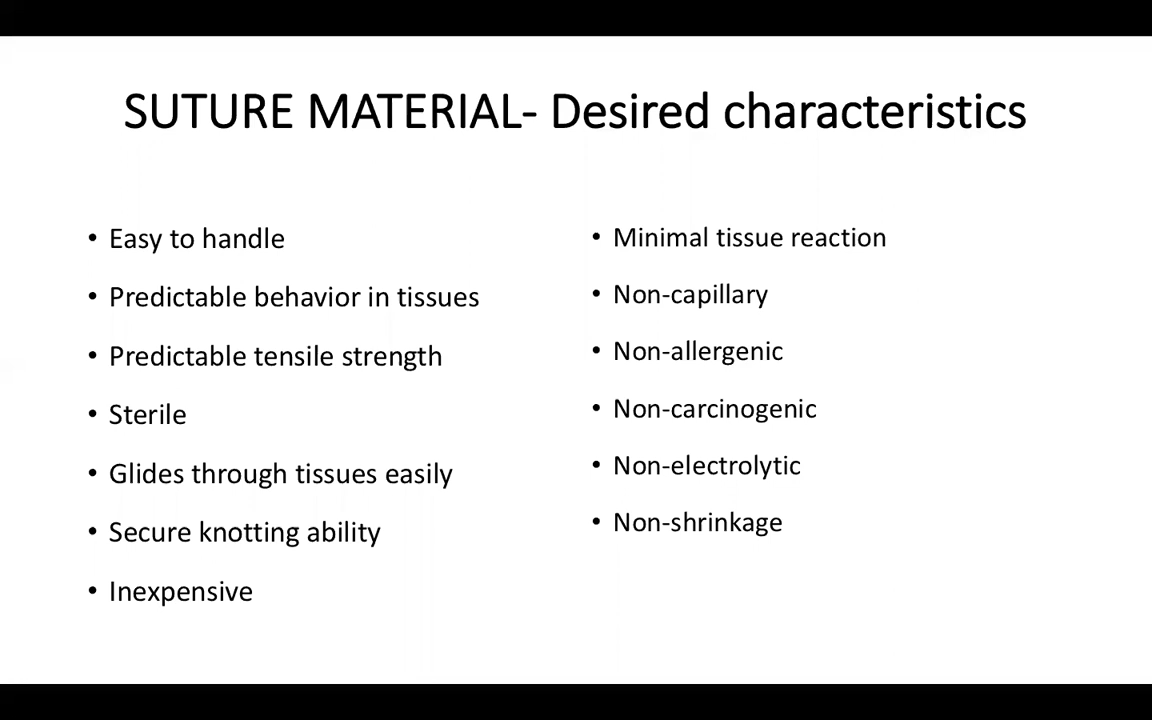 SUTURE MATERIAL- Desired characteristics
• Easy to handle
• Predictable behavior in tissues
• Predictable tensile strength
• Sterile
• Glides through tissues easily
• Secure knotting ability
• Inexpensive
• Minimal tissue reaction
• Non-capillary
• Non-allergenic
• Non-carcinogenic
• Non-electrolytic
• Non-shrinkage